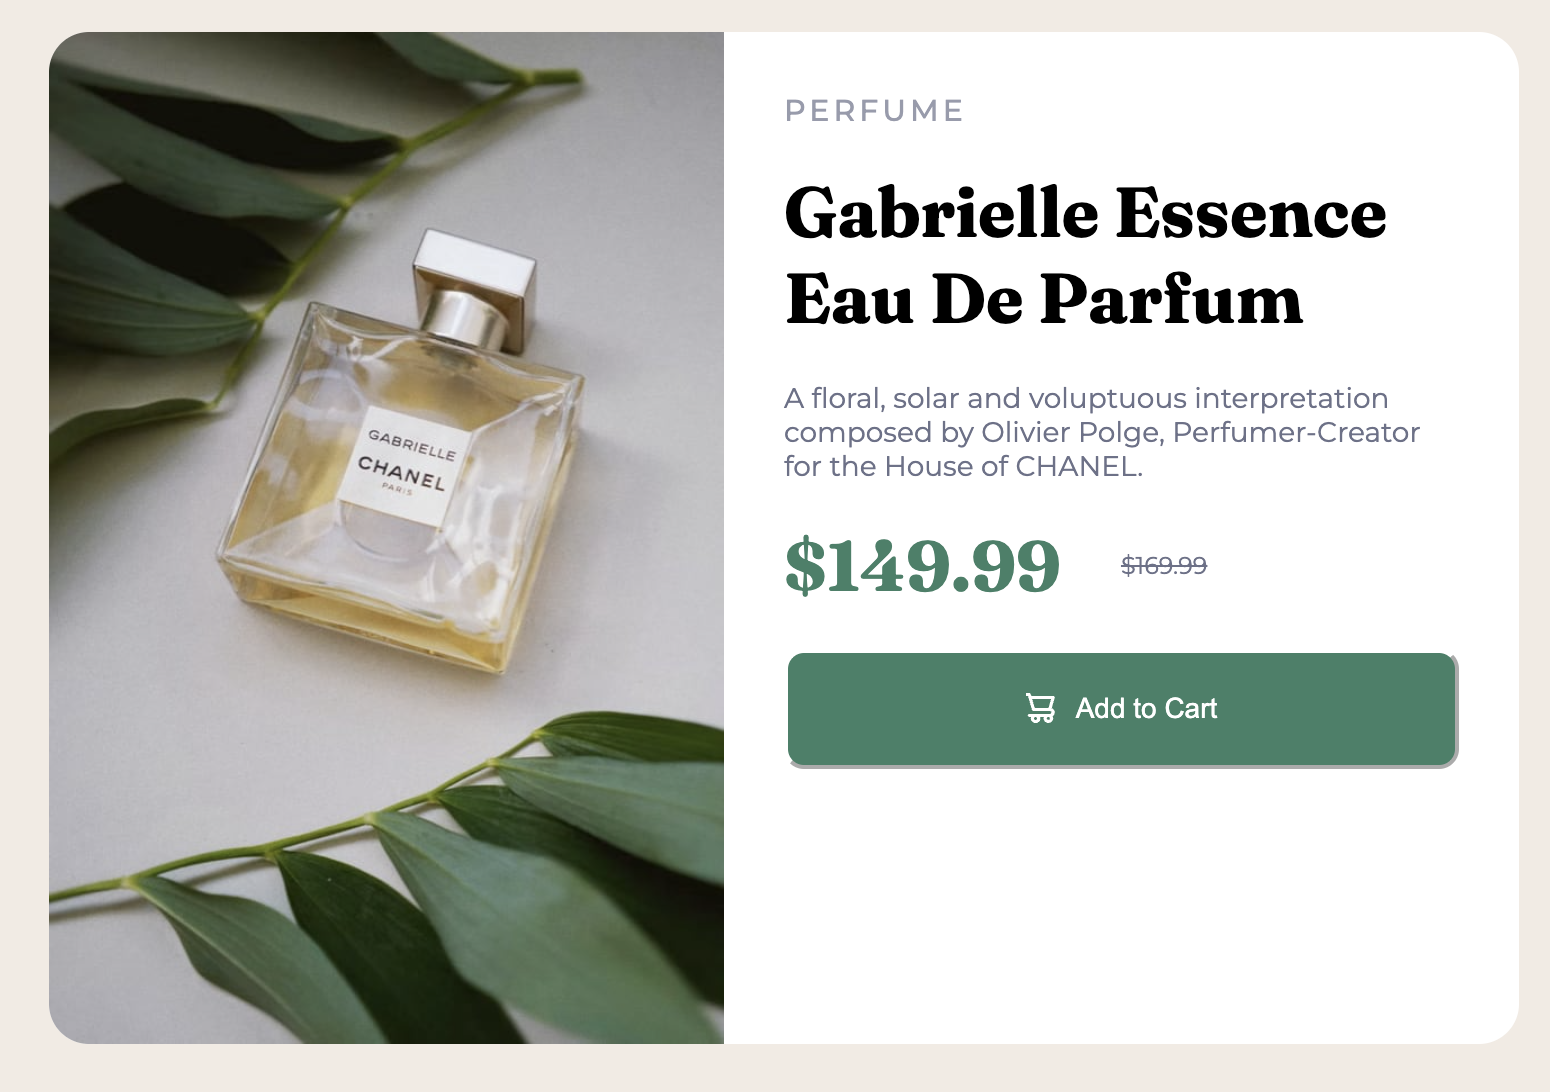 GABRIELLE
CHANEL
PARIS
PERFUME
Gabrielle Essence
Eau De Parfum
A floral, solar and voluptuous interpretation
composed by Olivier Polge, Perfumer-Creator
for the House of CHANEL.
$149.99 $169.99
Add to Cart